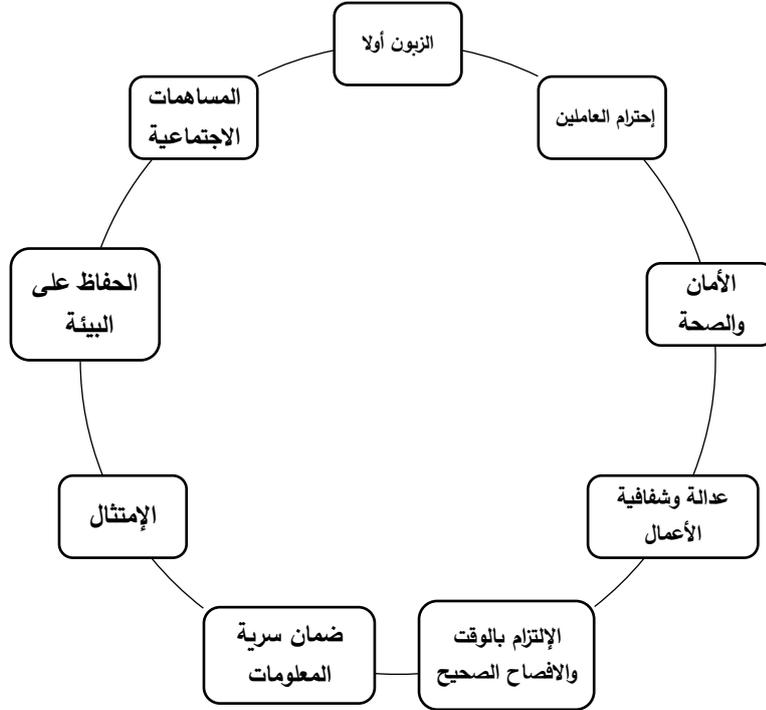 الزبون أولا
إحترام العاملين
الأمان
والصحة
عدالة وشفافية
الأعمال
الإلتزام بالوقت
والافصاح الصحيح
ضمان سرية
المعلومات
الإمتثال
الحفاظ على
البيئة
المساهمات
الاجتماعية